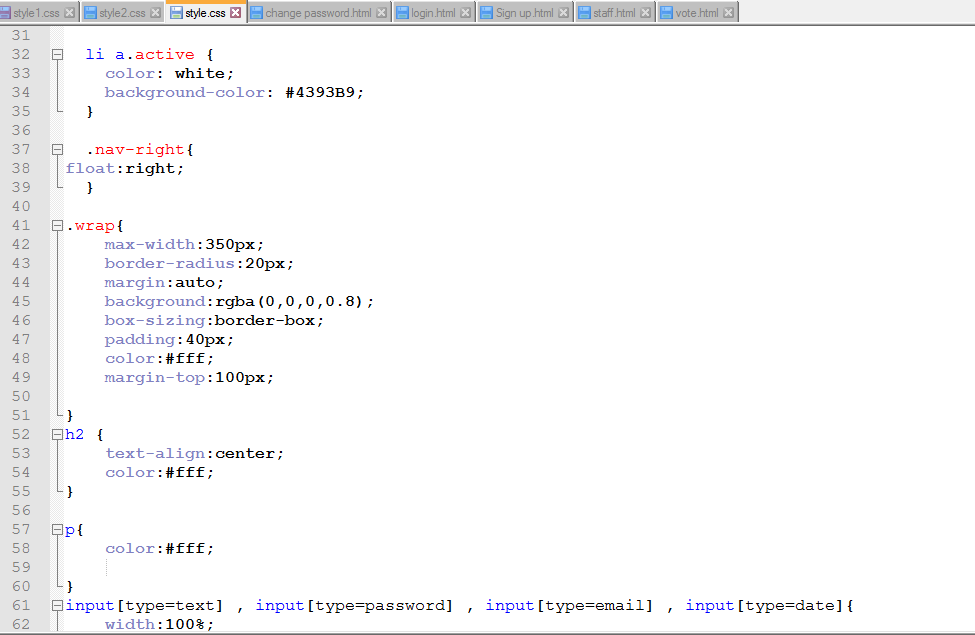 style1.css style2.css style.css change password.html login.html Sign up.html staff.html vote.html
31
32 li a.active {
33 color: white;
34 background-color: #4393B9;
35 }
36
37 .nav-right{
38 float:right;
39 }
40
41 .wrap{
42 max-width:350px;
43 border-radius:20px;
44 margin:auto;
45 background:rgba(0,0,0,0.8);
46 box-sizing:border-box;
47 padding:40px;
48 color:#fff;
49 margin-top:100px;
50
51 }
52 h2 {
53 text-align:center;
54 color:#fff;
55 }
56
57 p{
58 color:#fff;
59
60 }
61 input[type=text] , input[type=password] , input[type=email] , input[type=date]{
62 width:100%;